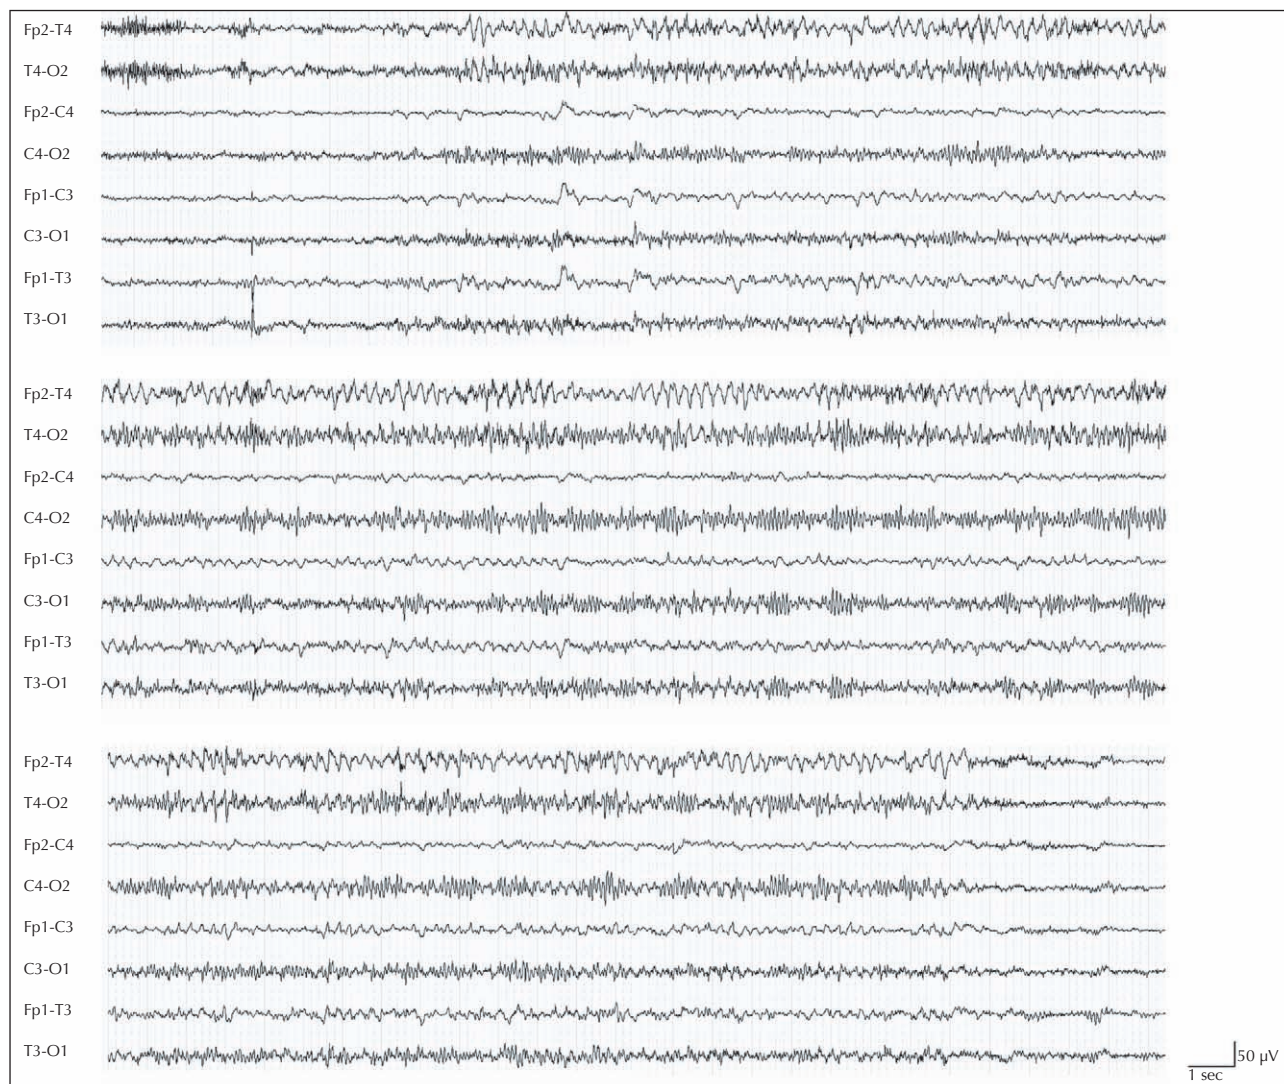 Fp2-T4
T4-O2
Fp2-C4
C4-O2
Fp1-C3
C3-O1
Fp1-T3
T3-O1
Fp2-T4
T4-O2
Fp2-C4
C4-O2
Fp1-C3
C3-O1
Fp1-T3
T3-O1
Fp2-T4
T4-O2
Fp2-C4
C4-O2
Fp1-C3
C3-O1
Fp1-T3
T3-O1
50 µV
1 sec